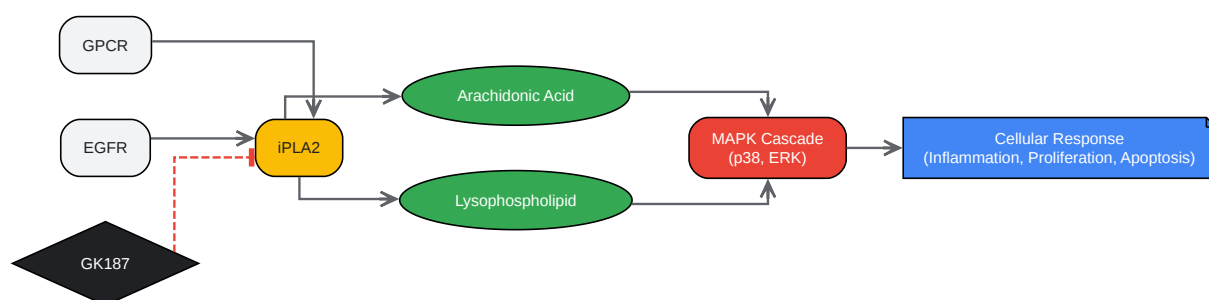 GPCR
Arachidonic Acid
EGFR
iPLA2
MAPK Cascade
(p38, ERK)
Cellular Response
(Inflammation, Proliferation, Apoptosis)
Lysophospholipid
GK187